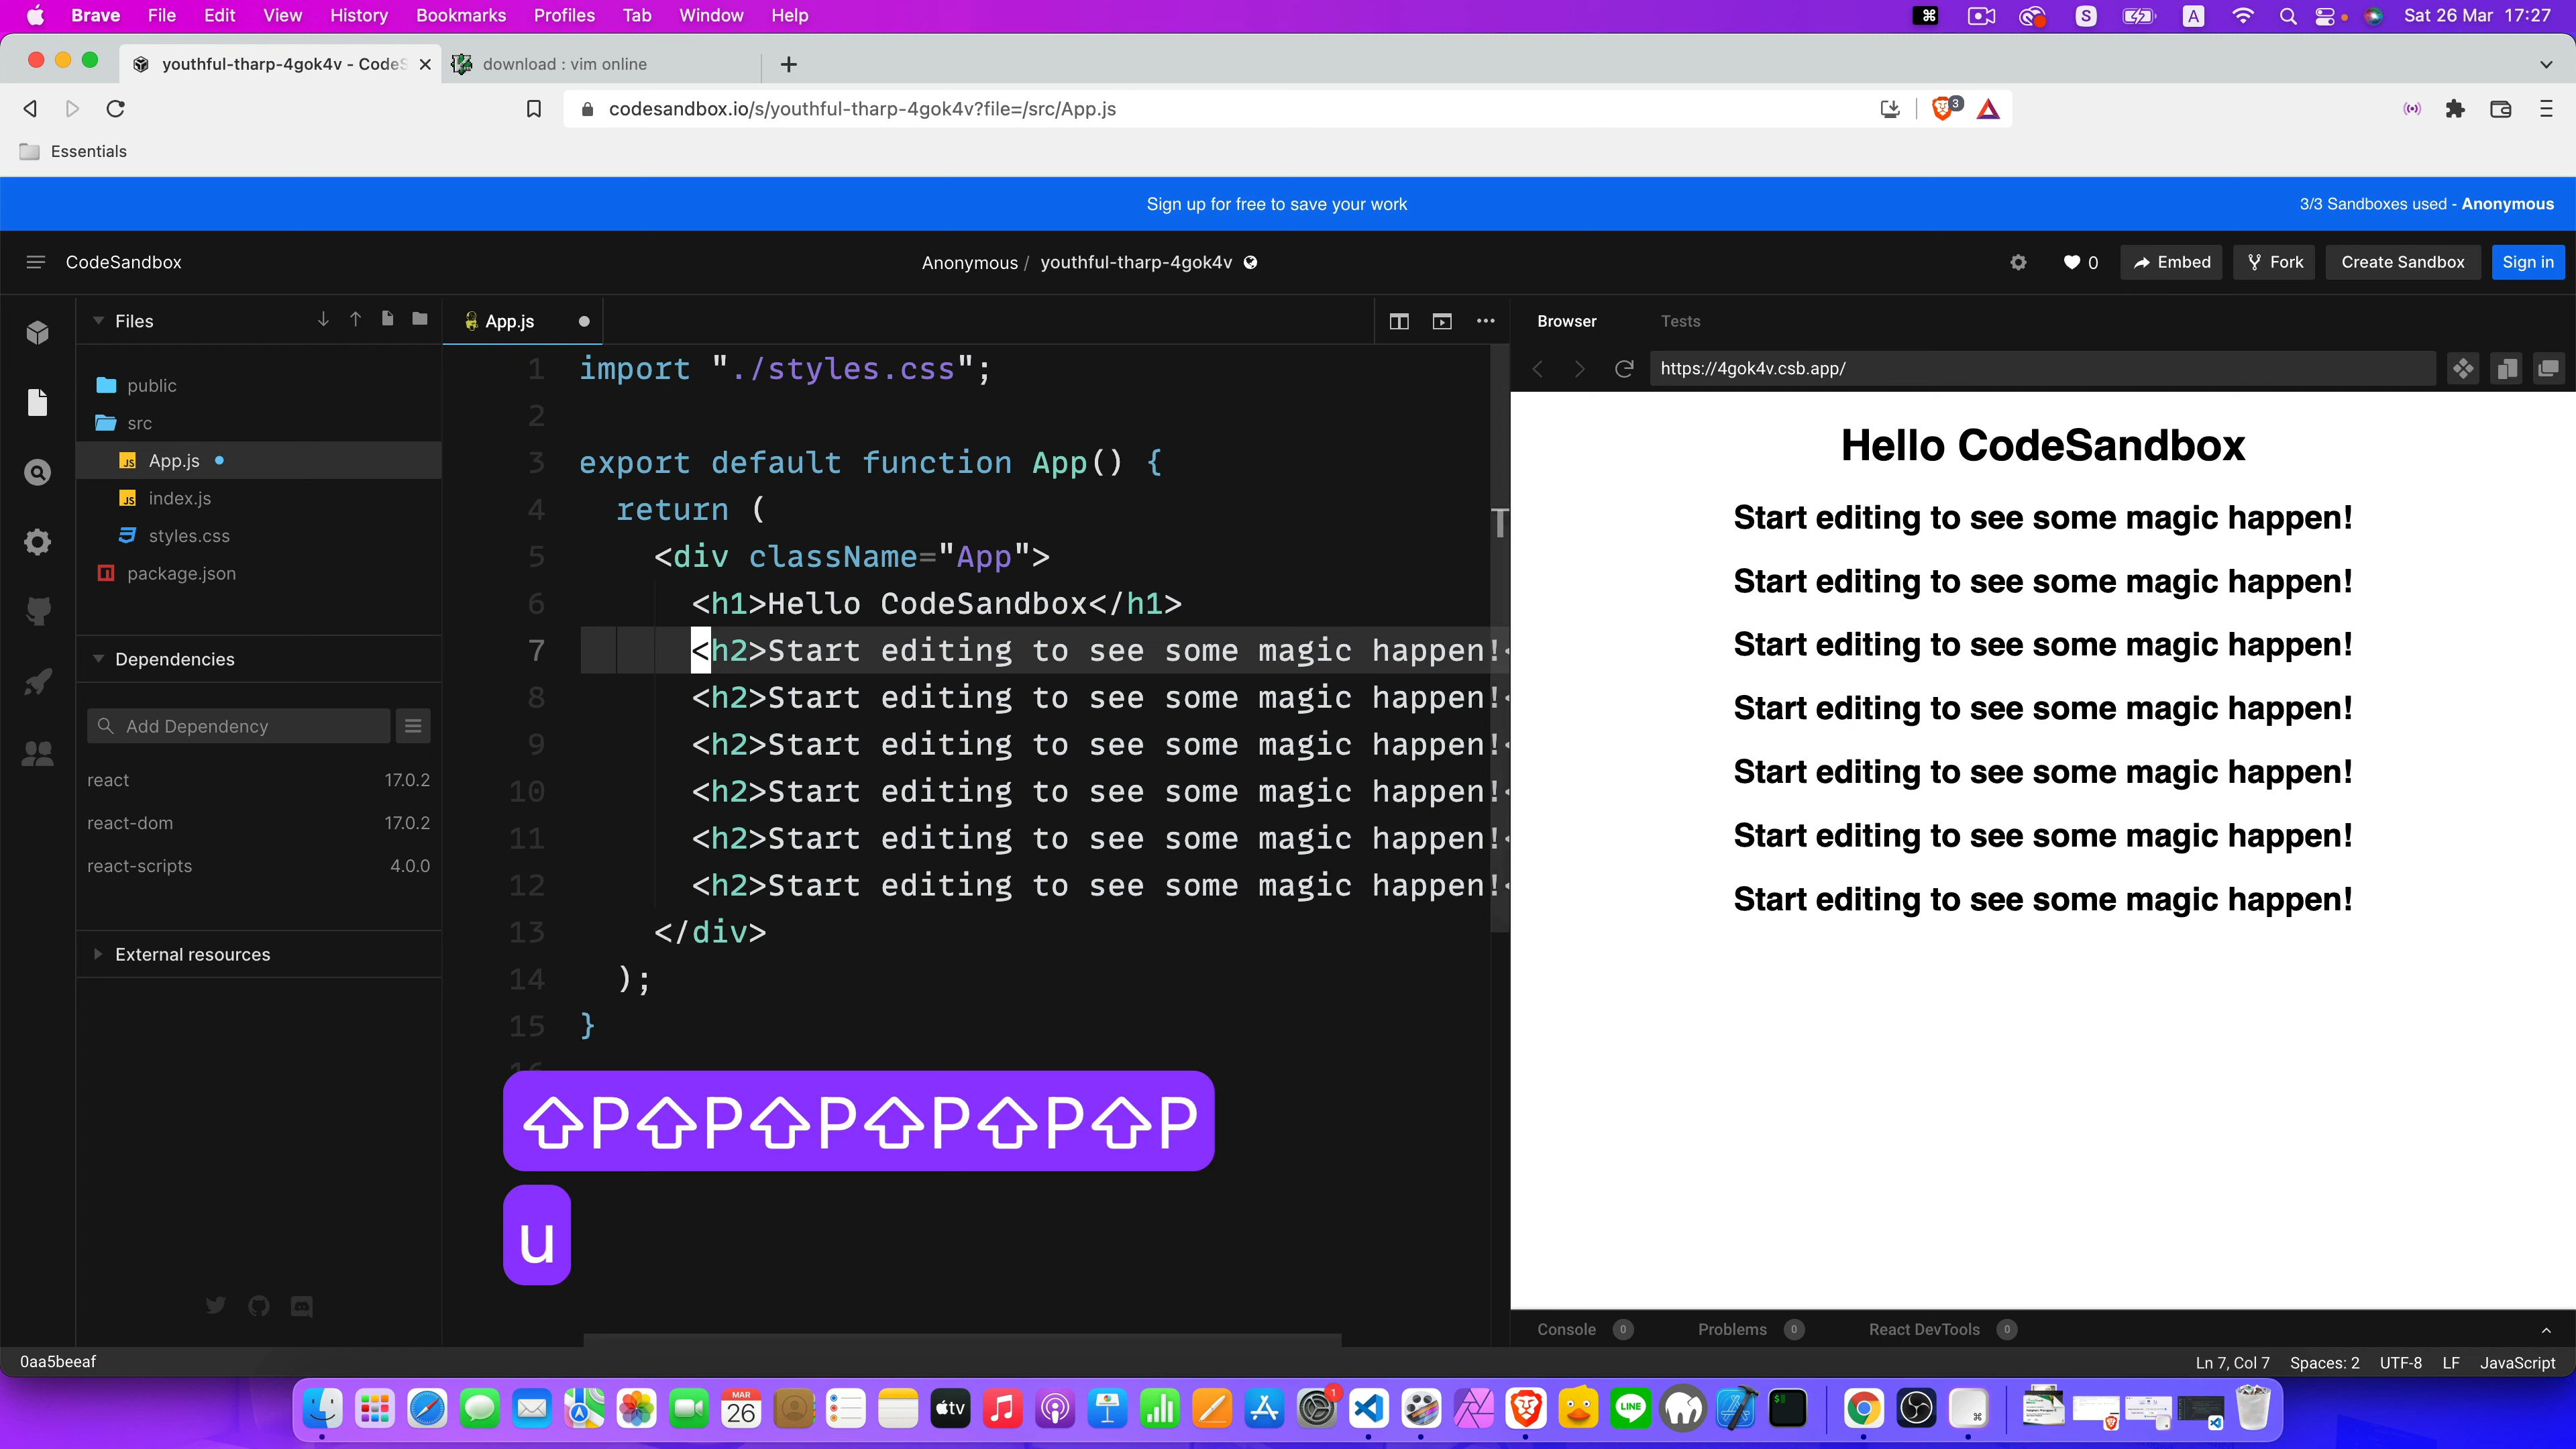 Brave File Edit View History Bookmarks Profiles Tab Window Help
Sat 26 Mar 17:27
youthful-tharp-4gok4v - CodeS
download : vim online
codesandbox.io/s/youthful-tharp-4gok4v?file=/src/App.js
3
Essentials
Sign up for free to save your work
3/3 Sandboxes used - Anonymous
CodeSandbox
Anonymous / youthful-tharp-4gok4v
0
Embed
Fork
Create Sandbox
Sign in
Files
public
src
App.js
index.js
styles.css
package.json
Dependencies
Add Dependency
react 17.0.2
react-dom 17.0.2
react-scripts 4.0.0
External resources
App.js
1 import "./styles.css";
2
3 export default function App() {
4 return (
5 <div className="App">
6 <h1>Hello CodeSandbox</h1>
7 <h2>Start editing to see some magic happen!<
8 <h2>Start editing to see some magic happen!<
9 <h2>Start editing to see some magic happen!<
10 <h2>Start editing to see some magic happen!<
11 <h2>Start editing to see some magic happen!<
12 <h2>Start editing to see some magic happen!<
13 </div>
14 );
15 }
⇧P⇧P⇧P⇧P⇧P⇧P
u
Browser Tests
https://4gok4v.csb.app/
Hello CodeSandbox
Start editing to see some magic happen!
Start editing to see some magic happen!
Start editing to see some magic happen!
Start editing to see some magic happen!
Start editing to see some magic happen!
Start editing to see some magic happen!
Start editing to see some magic happen!
Console 0 Problems 0 React DevTools 0
0aa5beeaf
Ln 7, Col 7 Spaces: 2 UTF-8 LF JavaScript
MAR
26
tv
1
LINE